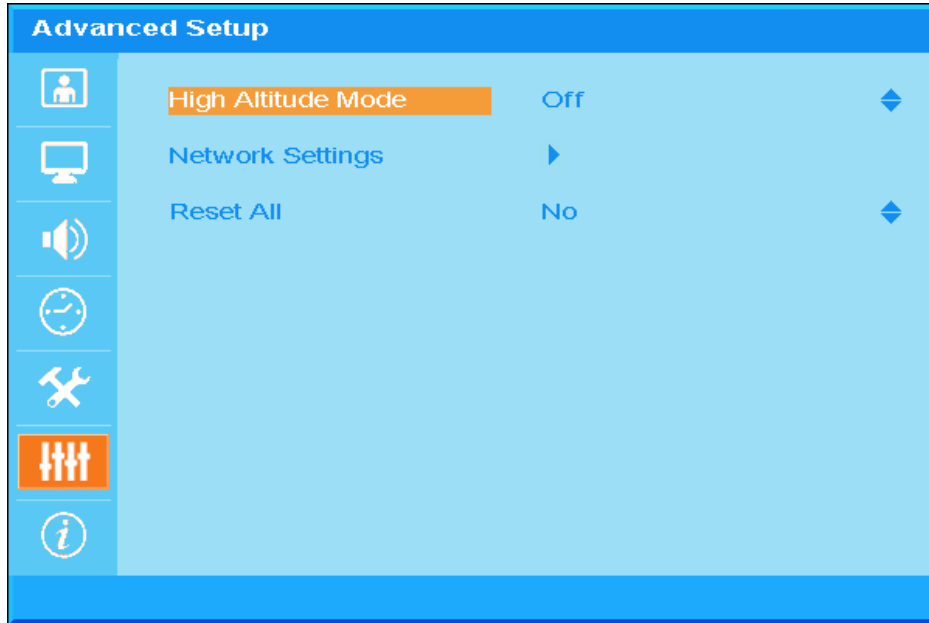 Advanced Setup
High Altitude Mode Off
Network Settings
Reset All No
i